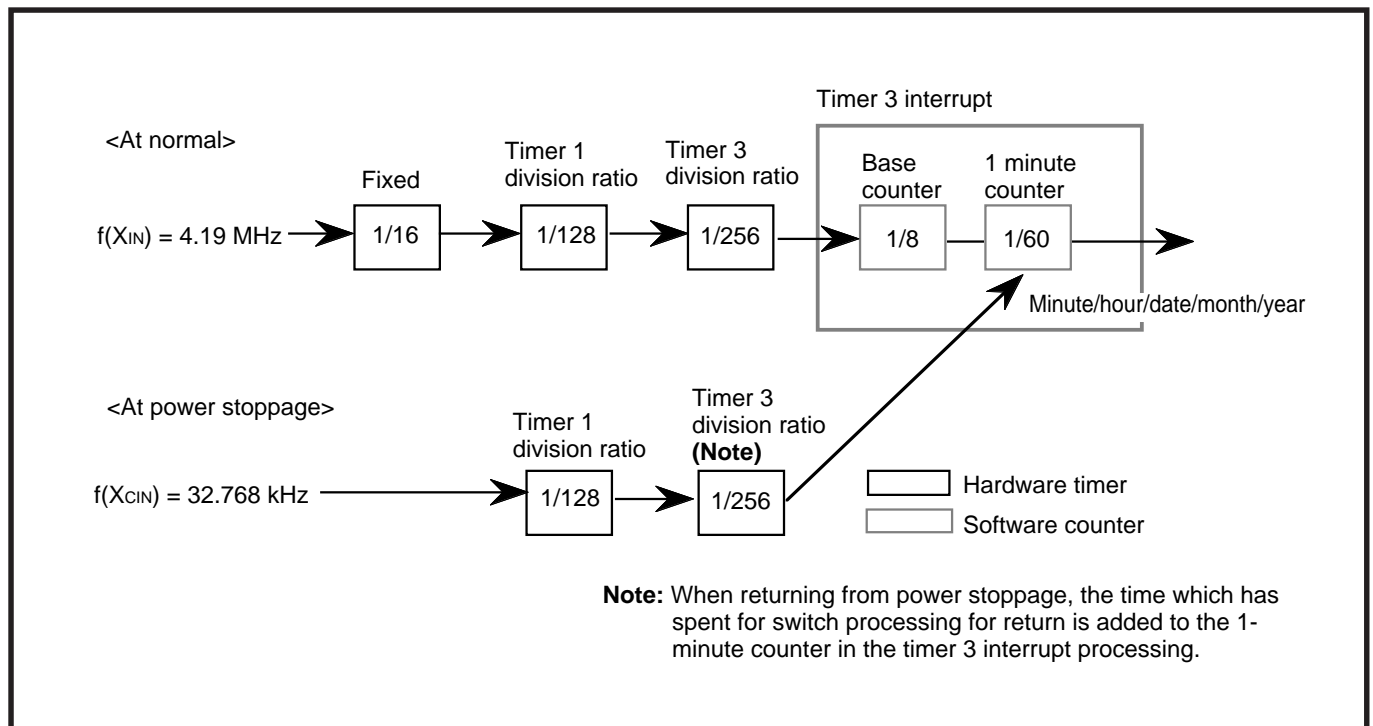 Timer 3 interrupt
<At normal>
Fixed
Timer 1
division ratio
Timer 3
division ratio
Base
counter
1 minute
counter
f(XIN) = 4.19 MHz
1/16
1/128
1/256
1/8
1/60
Minute/hour/date/month/year
<At power stoppage>
Timer 1
division ratio
Timer 3
division ratio
(Note)
f(XCIN) = 32.768 kHz
1/128
1/256
Hardware timer
Software counter
Note: When returning from power stoppage, the time which has
spent for switch processing for return is added to the 1-
minute counter in the timer 3 interrupt processing.